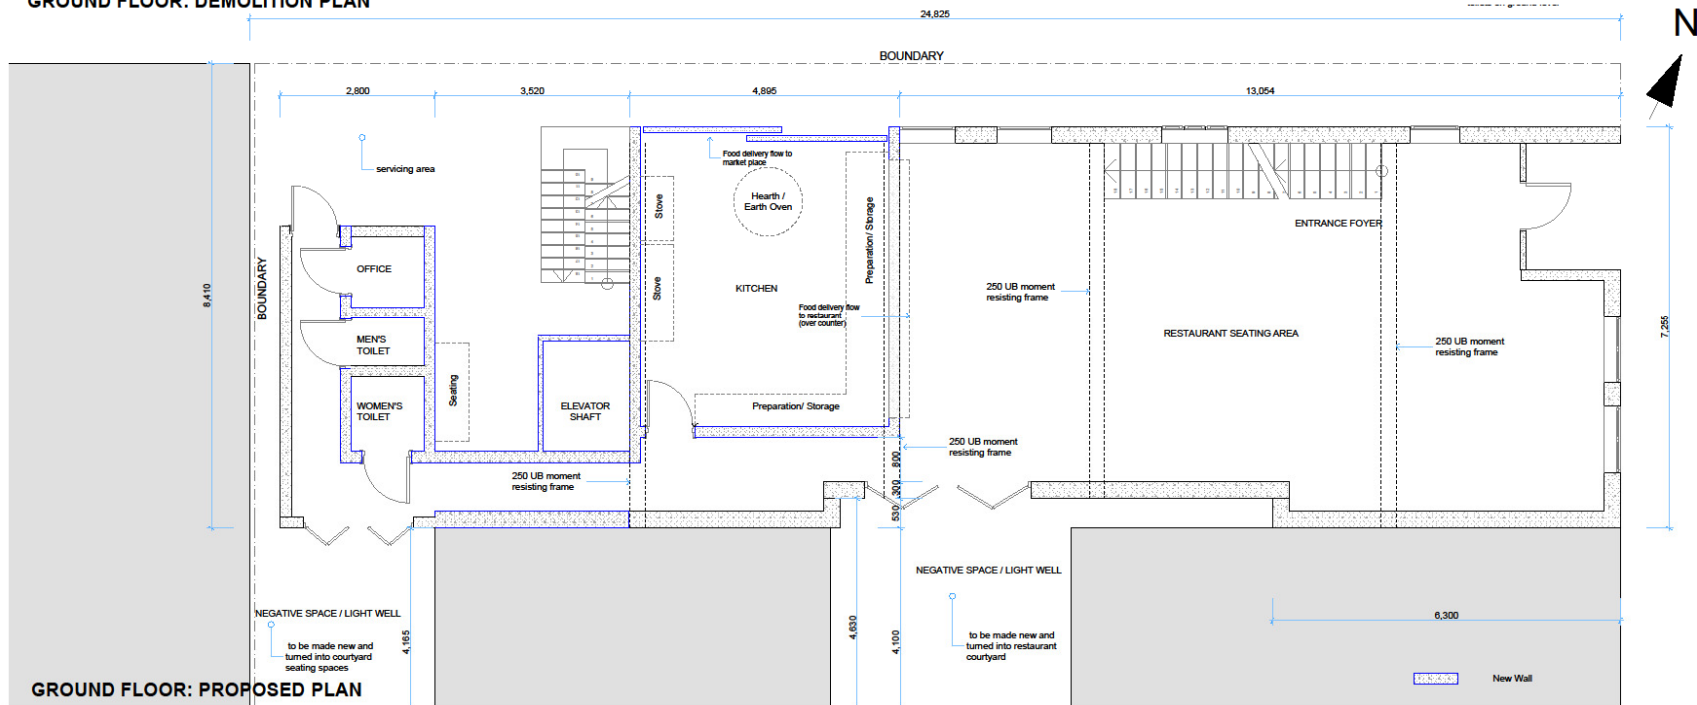 GROUND FLOOR: DEMOLITION PLAN
24,825
N
BOUNDARY
2,800
3,520
4,895
13,054
servicing area
Food delivery flow to
market place
Hearth /
Earth Oven
Stove
Preparation/ Storage
ENTRANCE FOYER
BOUNDARY
8,410
OFFICE
Stove
KITCHEN
250 UB moment
resisting frame
Food delivery flow
to restaurant
(over counter)
RESTAURANT SEATING AREA
250 UB moment
resisting frame
7,255
MEN'S
TOILET
Seating
WOMEN'S
TOILET
ELEVATOR
SHAFT
Preparation/ Storage
250 UB moment
resisting frame
800
300
530
250 UB moment
resisting frame
NEGATIVE SPACE / LIGHT WELL
NEGATIVE SPACE / LIGHT WELL
6,300
4,165
4,630
4,100
to be made new and
turned into courtyard
seating spaces
to be made new and
turned into restaurant
courtyard
New Wall
GROUND FLOOR: PROPOSED PLAN